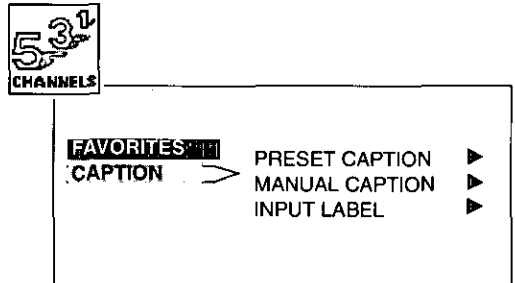 5 3 1
CHANNELS
FAVORITES
CAPTION
PRESET CAPTION
MANUAL CAPTION
INPUT LABEL